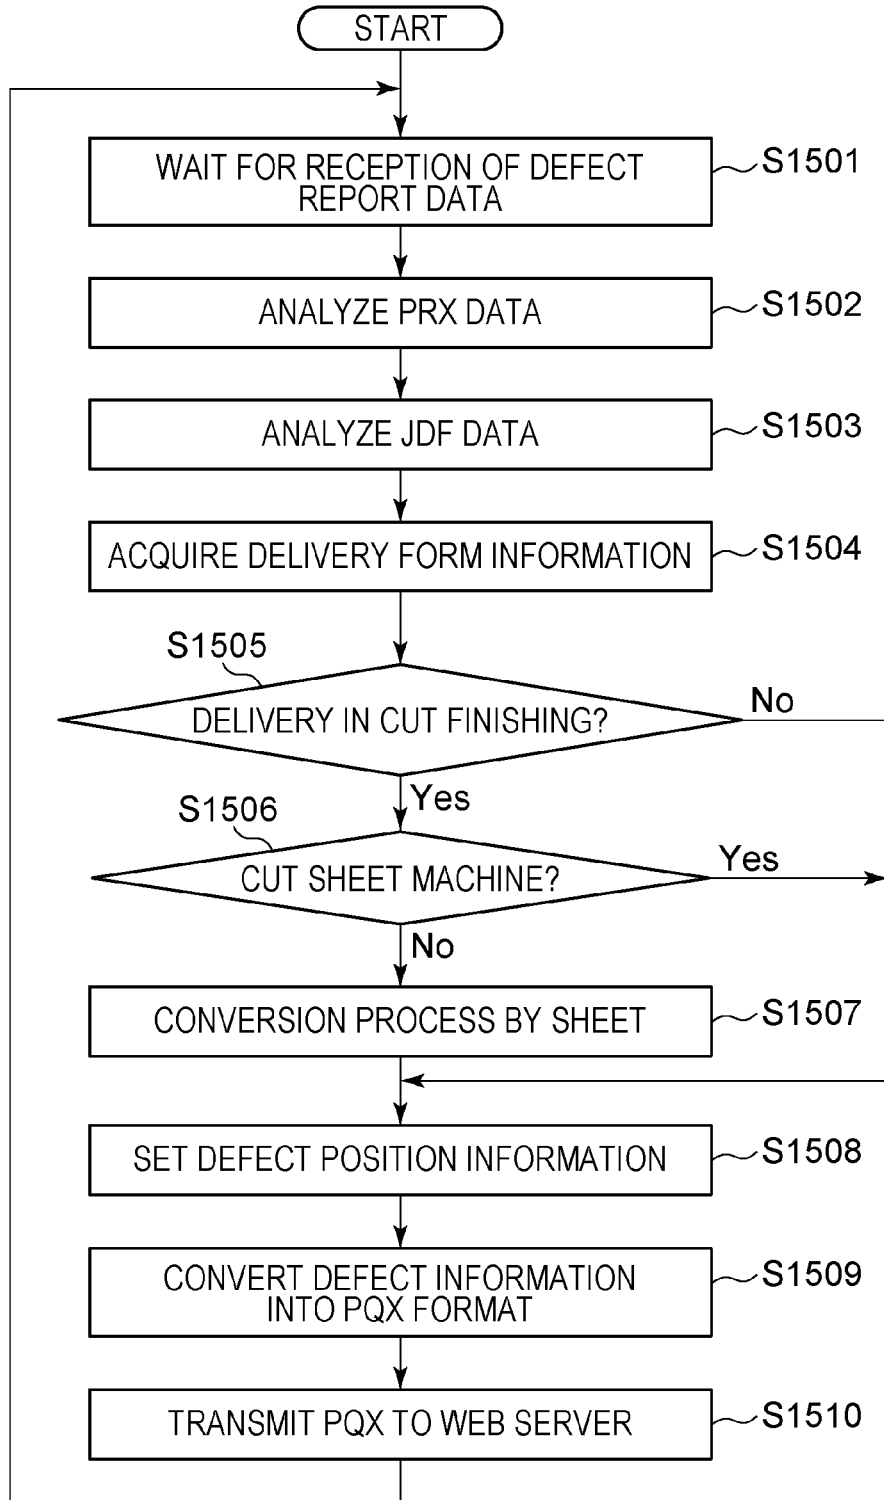 START
WAIT FOR RECEPTION OF DEFECT
REPORT DATA
S1501
ANALYZE PRX DATA
S1502
ANALYZE JDF DATA
S1503
ACQUIRE DELIVERY FORM INFORMATION
S1504
S1505
DELIVERY IN CUT FINISHING?
No
Yes
S1506
CUT SHEET MACHINE?
Yes
No
CONVERSION PROCESS BY SHEET
S1507
SET DEFECT POSITION INFORMATION
S1508
CONVERT DEFECT INFORMATION
INTO PQX FORMAT
S1509
TRANSMIT PQX TO WEB SERVER
S1510